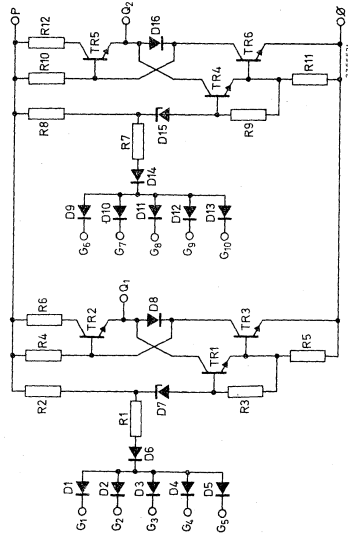 P
R2
R4
R6
R8
R10
R12
TR2
TR5
Q1
Q2
G1
D1
G2
D2
G3
D3
G4
D4
G5
D5
D6
R1
D7
D8
TR1
TR3
R3
R5
G6
D9
G7
D10
G8
D11
G9
D12
G10
D13
D14
R7
D15
D16
TR4
TR6
R9
R11
Ø